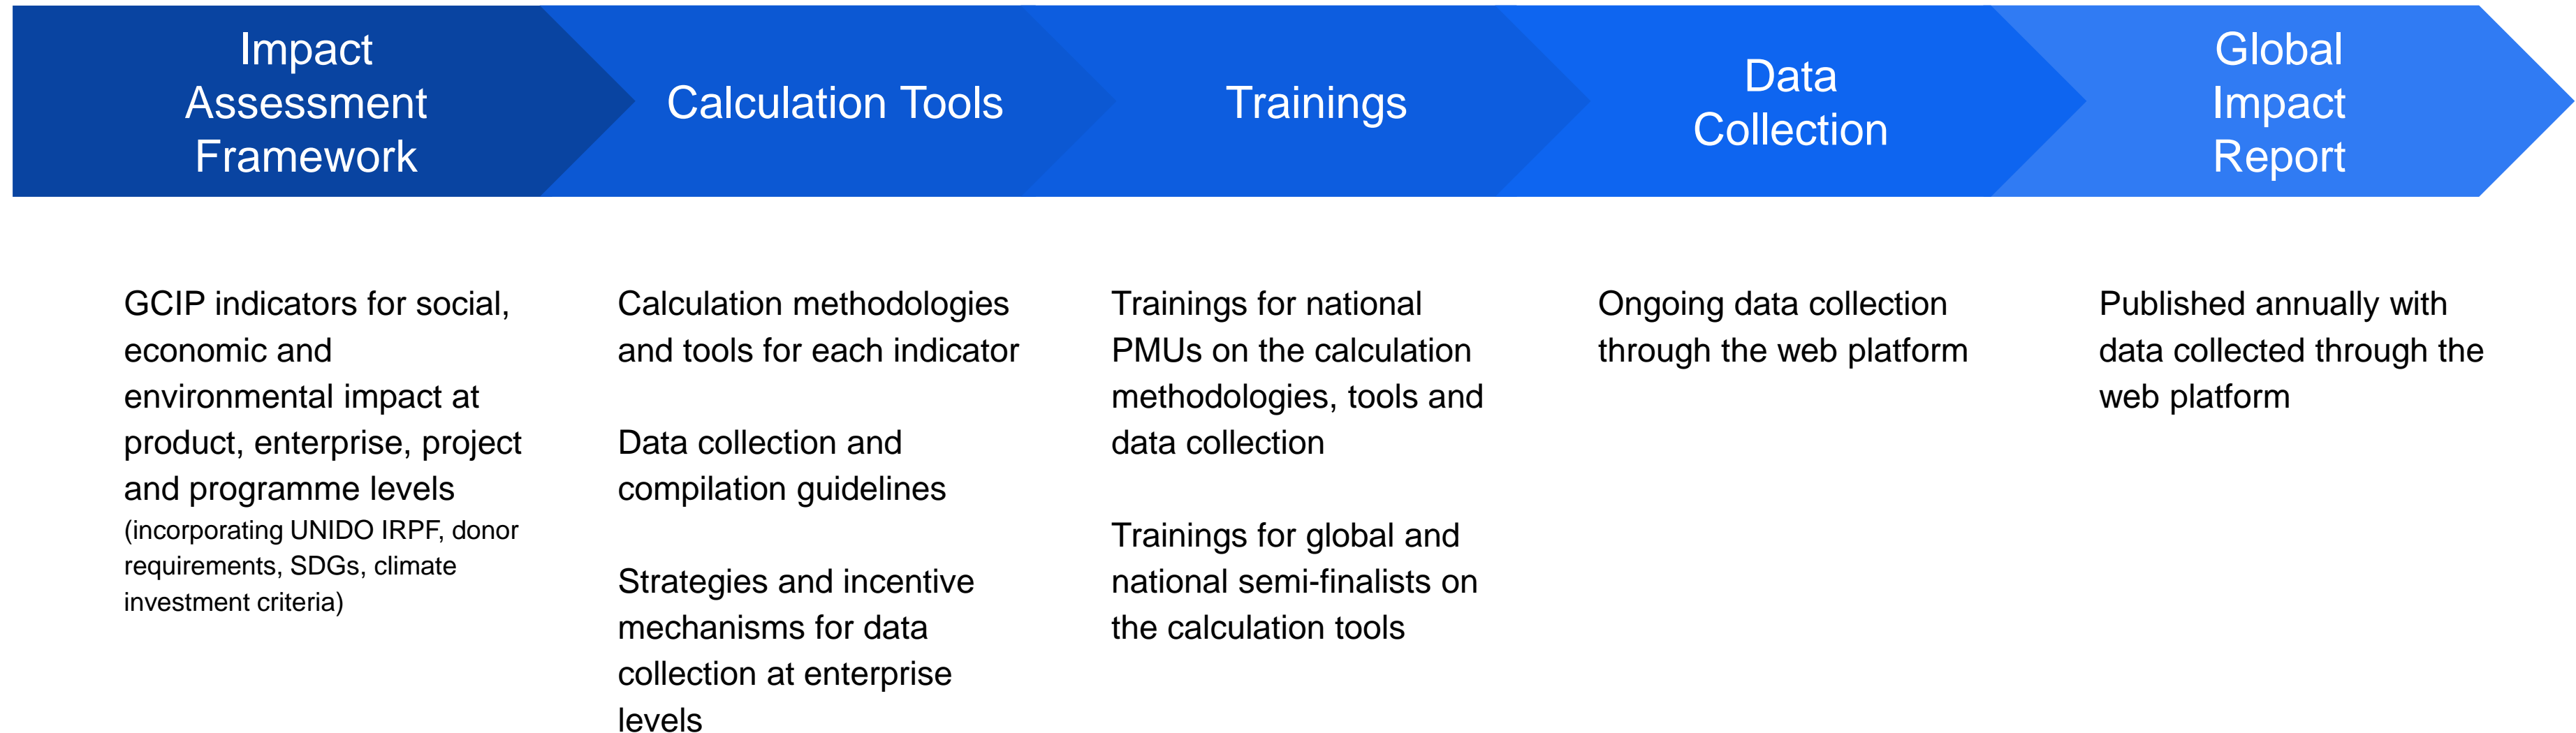 Impact
Assessment
Framework
Calculation Tools
Trainings
Data
Collection
Global
Impact
Report
GCIP indicators for social,
economic and
environmental impact at
product, enterprise, project
and programme levels
(incorporating UNIDO IRPF, donor
requirements, SDGs, climate
investment criteria)
Calculation methodologies
and tools for each indicator
Data collection and
compilation guidelines
Strategies and incentive
mechanisms for data
collection at enterprise
levels
Trainings for national
PMUs on the calculation
methodologies, tools and
data collection
Trainings for global and
national semi-finalists on
the calculation tools
Ongoing data collection
through the web platform
Published annually with
data collected through the
web platform